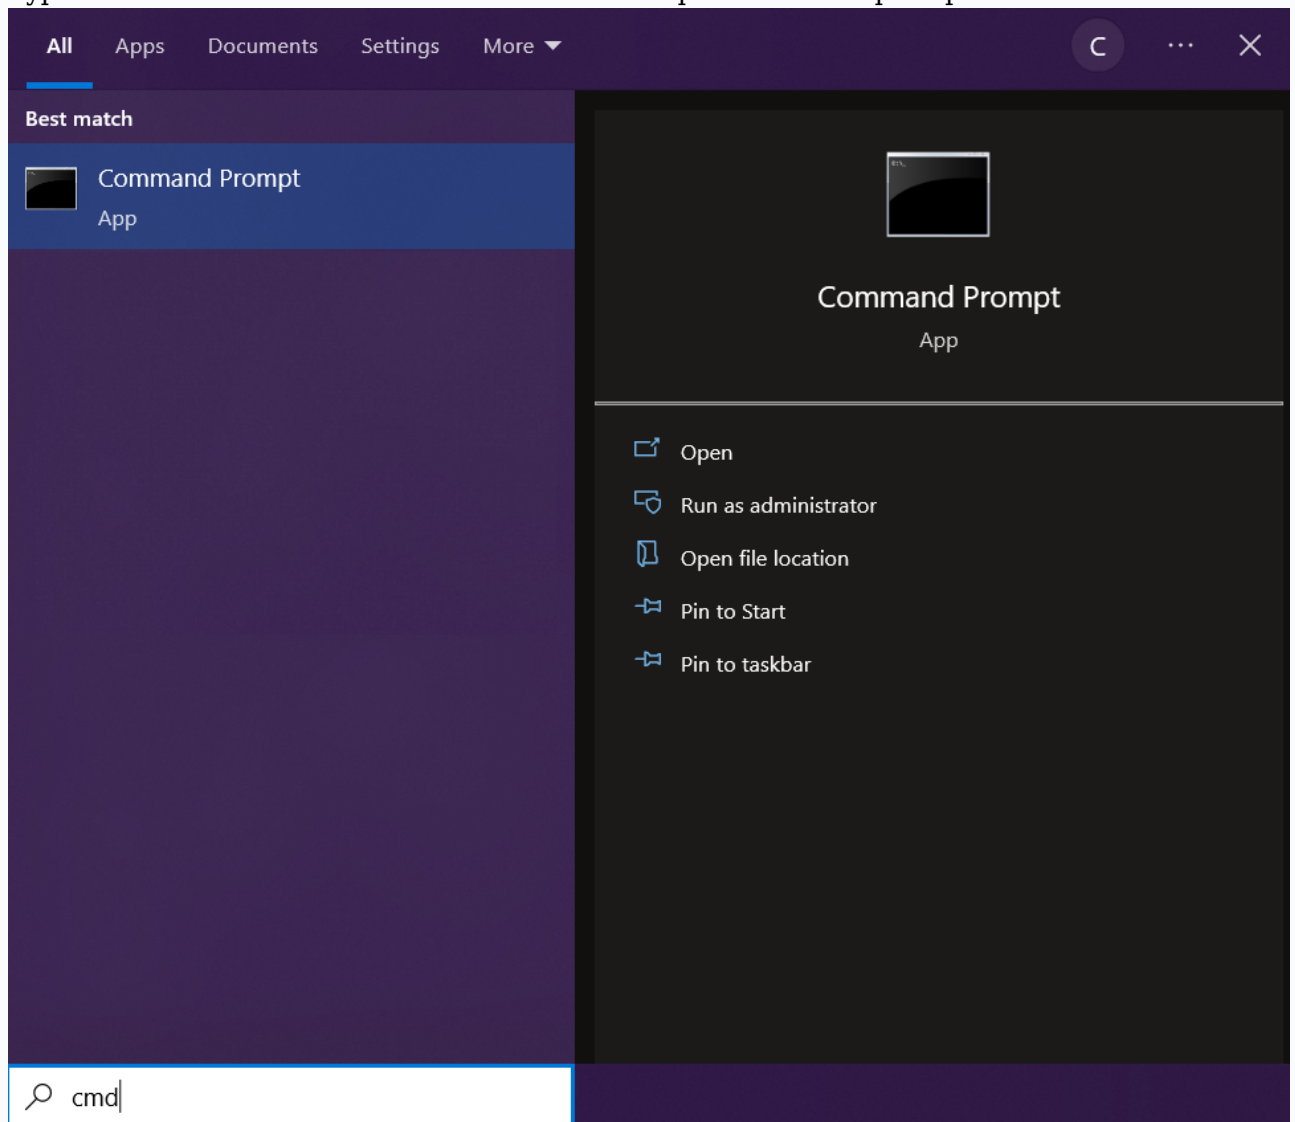 All Apps Documents Settings More C ...
Best match
Command Prompt
App
Command Prompt
App
Open
Run as administrator
Open file location
Pin to Start
Pin to taskbar
cmd